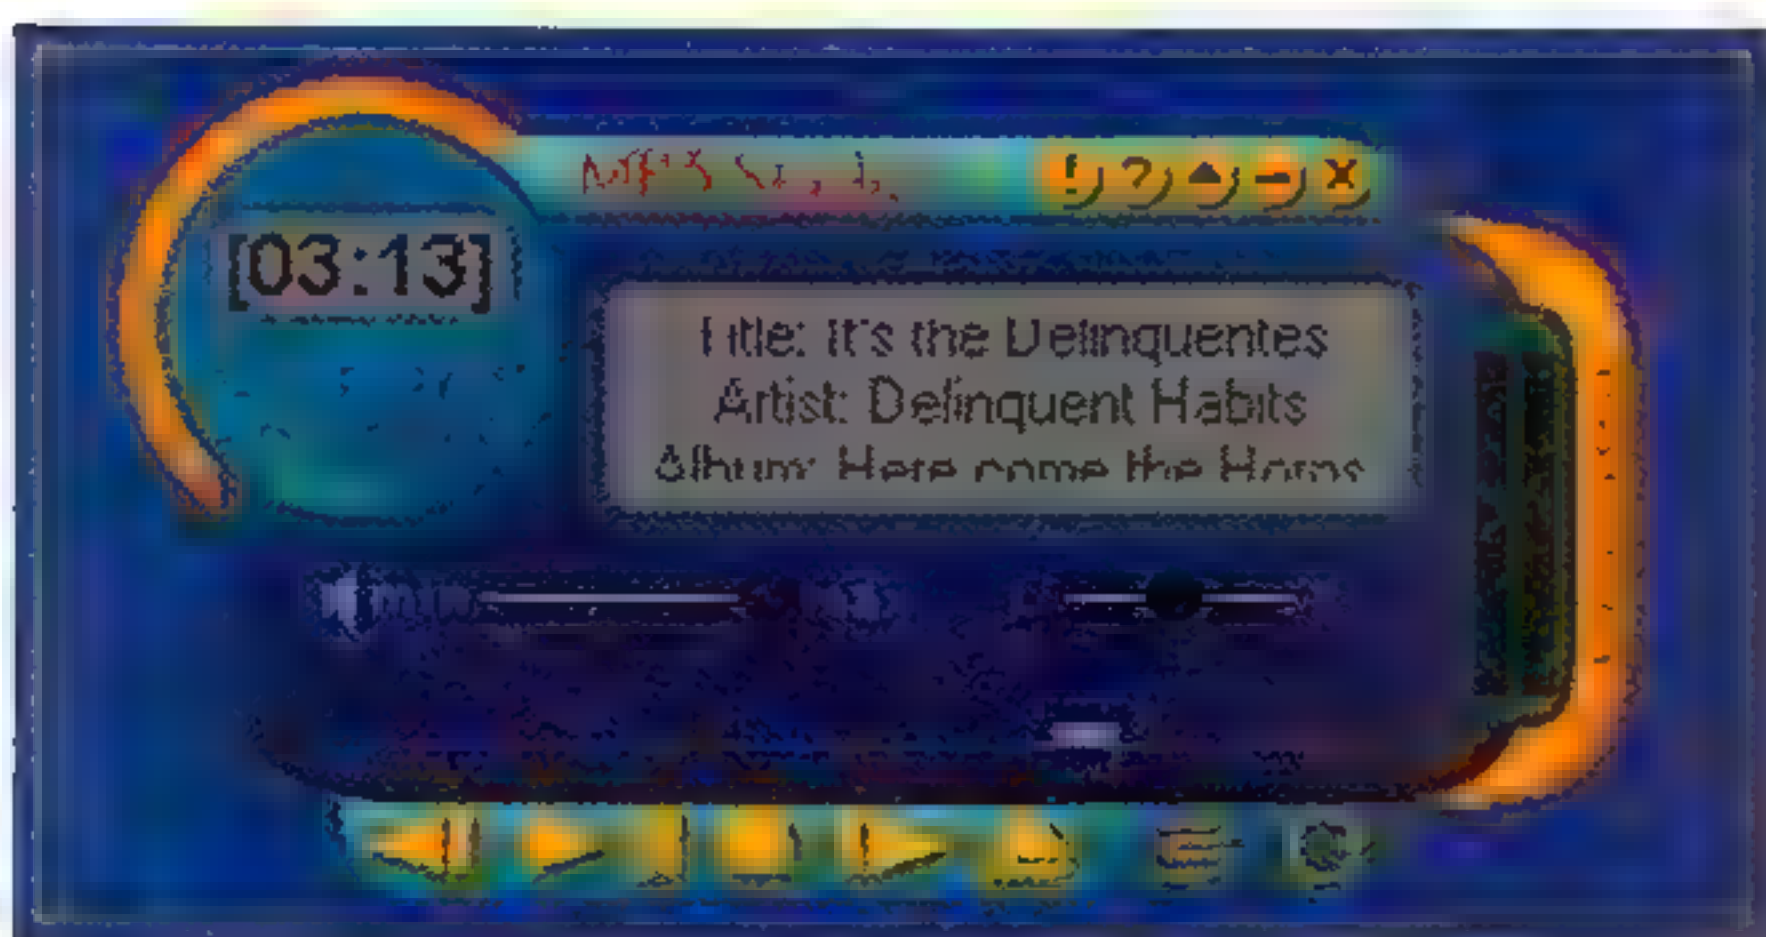 ! ? X
[03:13]
Title: It's the Delinquentes
Artist: Delinquent Habits
Album: Here come the Horns